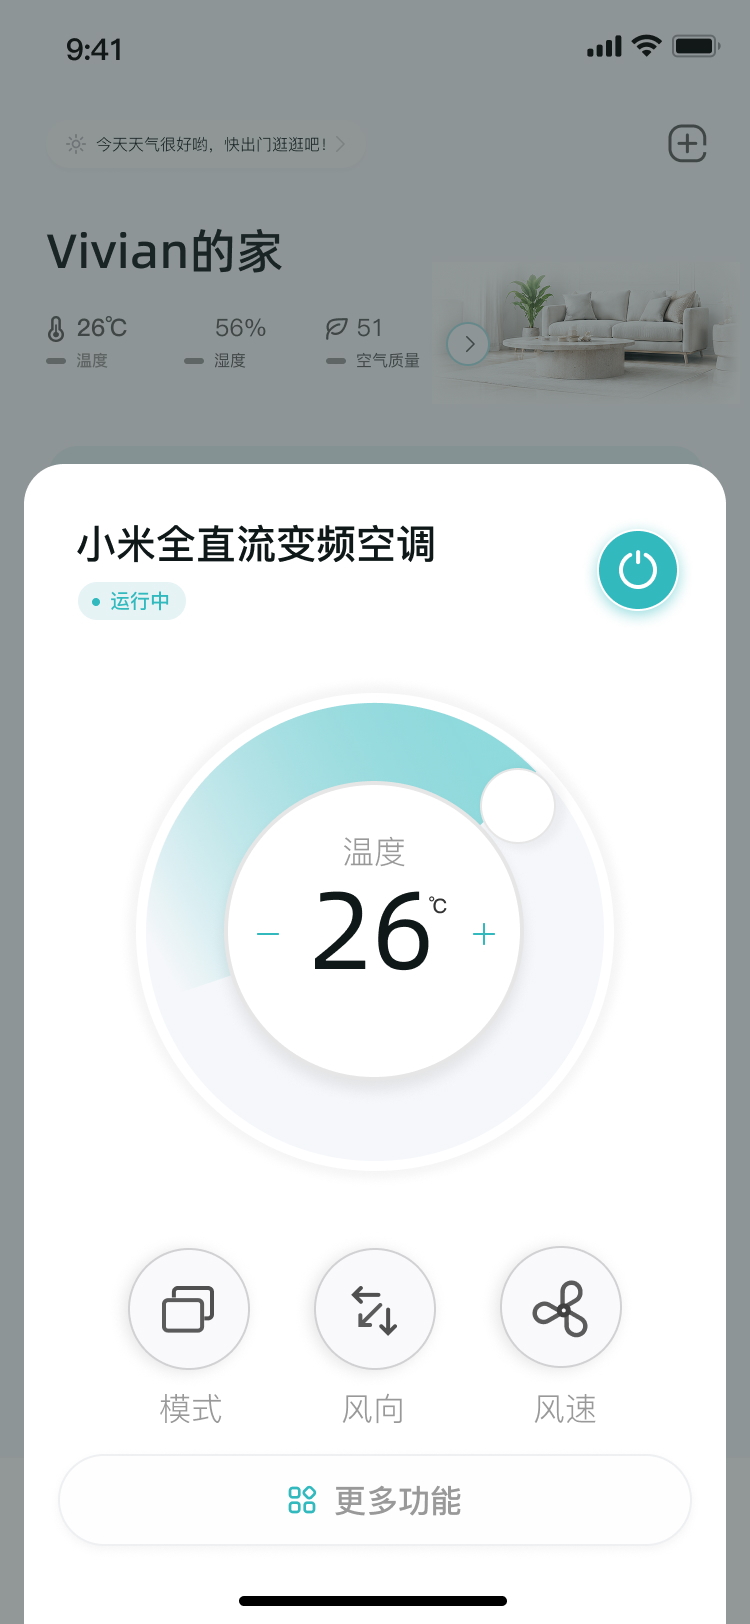 9:41
今天天气很好哟，快出门逛逛吧！
Vivian的家
26℃ 56% 51
温度 湿度 空气质量
小米全直流变频空调
运行中
温度
26℃
模式 风向 风速
更多功能